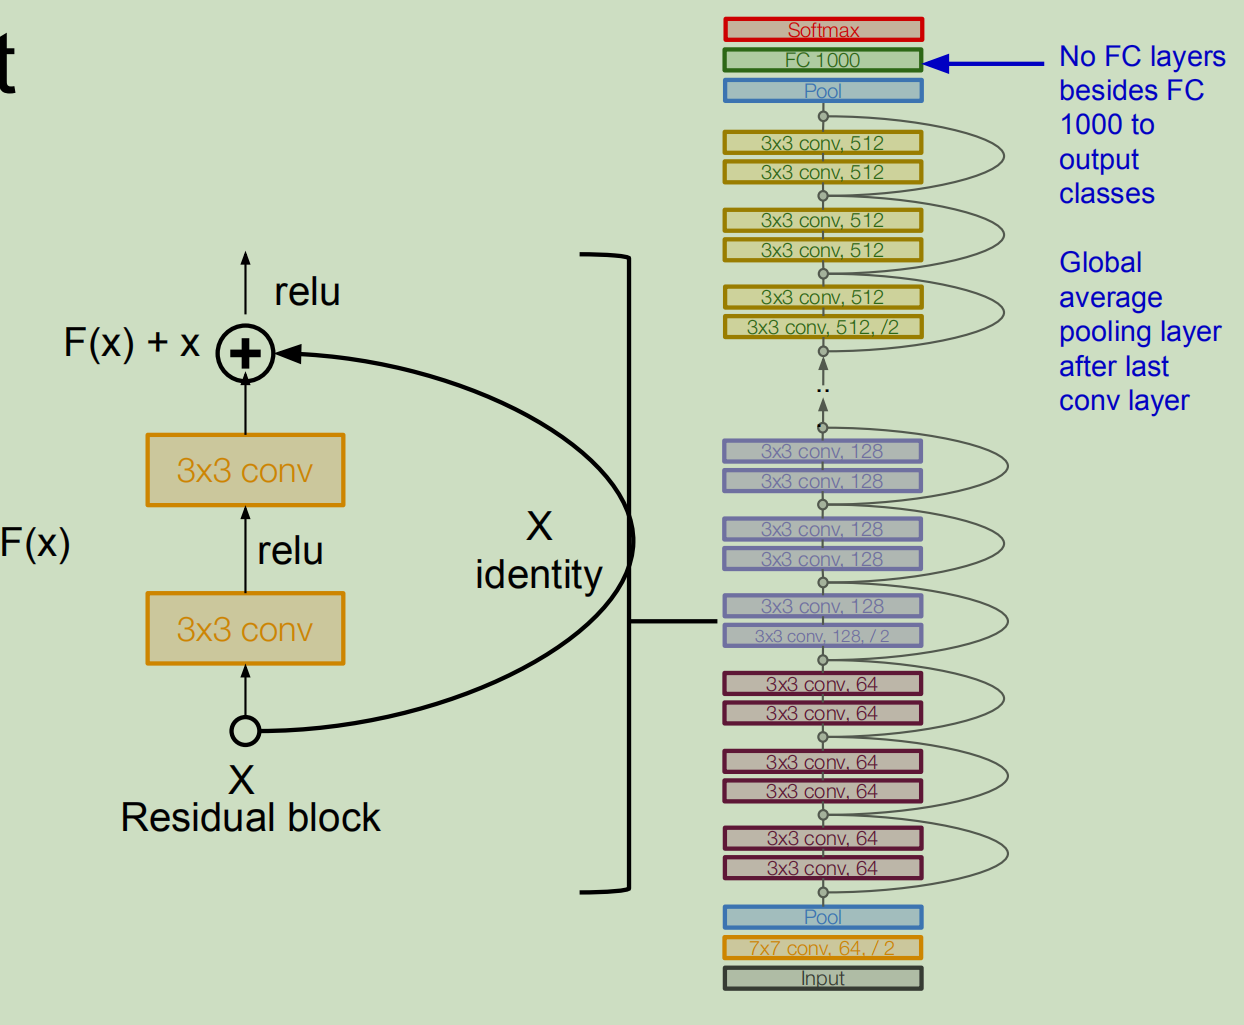 t
relu
F(x) + x
3x3 conv
F(x)
relu
X
identity
3x3 conv
X
Residual block
Softmax
FC 1000
Pool
3x3 conv, 512
3x3 conv, 512
3x3 conv, 512
3x3 conv, 512
3x3 conv, 512
3x3 conv, 512, /2
..
3x3 conv, 128
3x3 conv, 128
3x3 conv, 128
3x3 conv, 128
3x3 conv, 128
3x3 conv, 128, / 2
3x3 conv, 64
3x3 conv, 64
3x3 conv, 64
3x3 conv, 64
3x3 conv, 64
3x3 conv, 64
Pool
7x7 conv, 64, / 2
Input
No FC layers
besides FC
1000 to
output
classes
Global
average
pooling layer
after last
conv layer